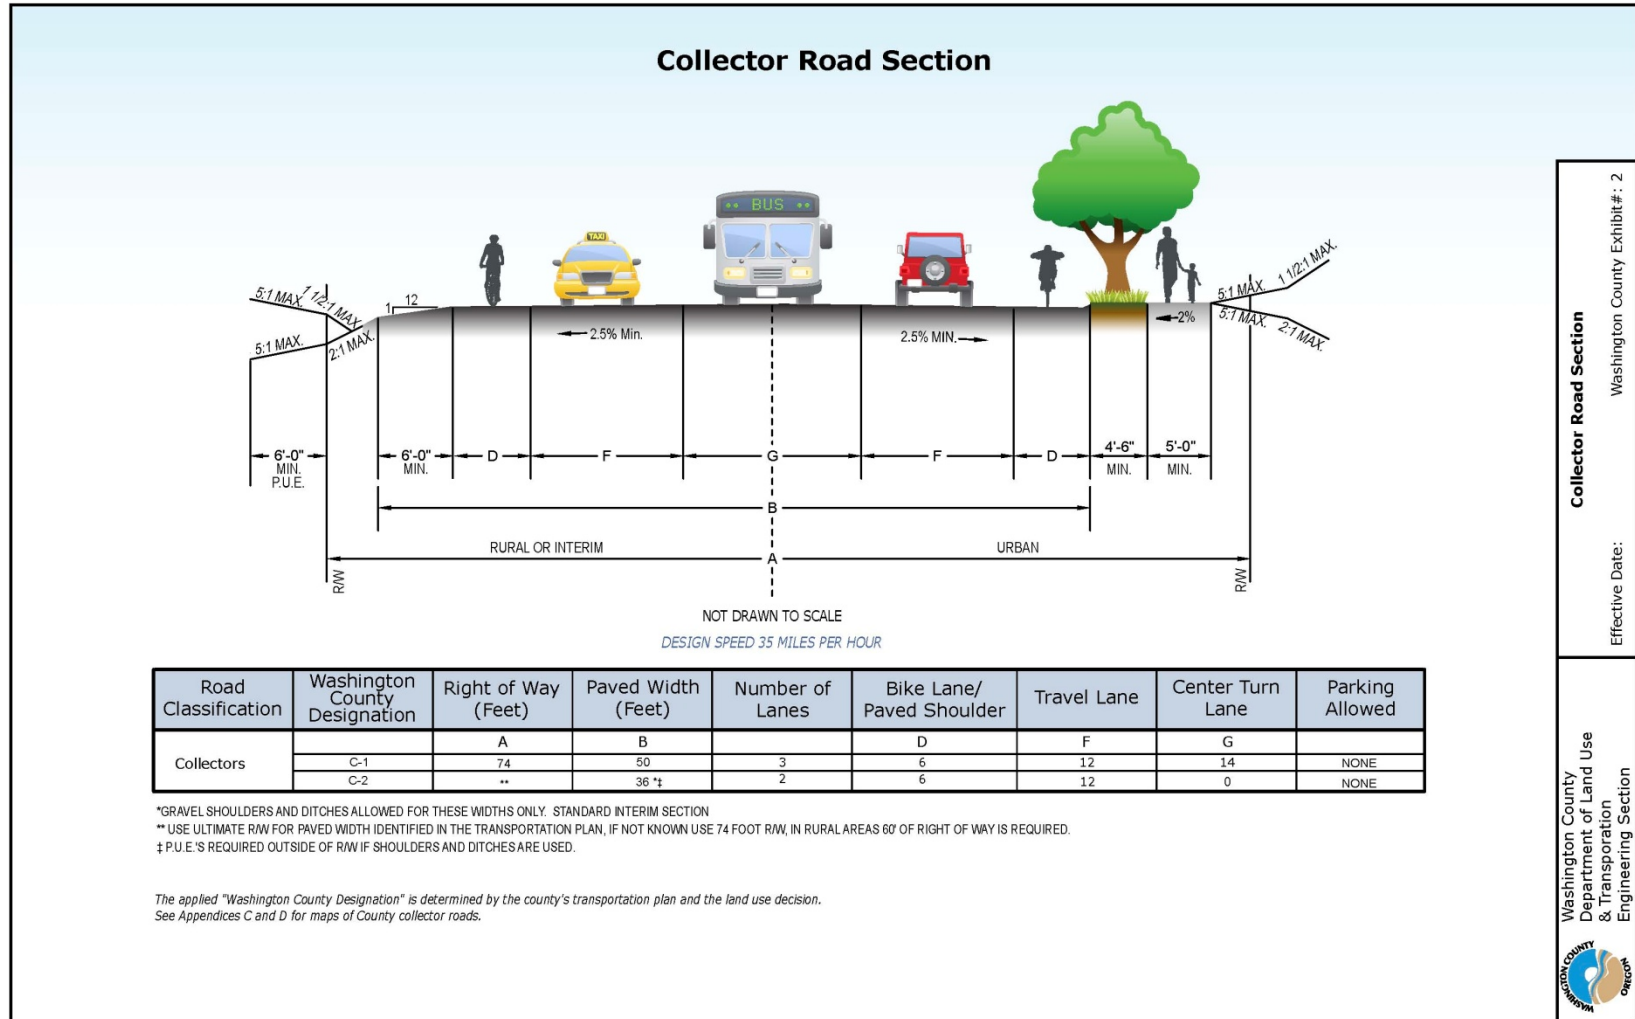 Collector Road Section
BUS
TAXI
5:1 MAX.
1 1/2:1 MAX.
1
12
5:1 MAX.
2:1 MAX.
2.5% Min.
2.5% MIN.
2%
5:1 MAX.
1 1/2:1 MAX.
5:1 MAX.
2:1 MAX.
6'-0"
MIN.
P.U.E.
6'-0"
MIN.
D
F
G
F
D
4'-6"
MIN.
5'-0"
MIN.
B
RURAL OR INTERIM
A
URBAN
R/W
R/W
NOT DRAWN TO SCALE
DESIGN SPEED 35 MILES PER HOUR
Road Classification Washington County Designation Right of Way (Feet) Paved Width (Feet) Number of Lanes Bike Lane/ Paved Shoulder Travel Lane Center Turn Lane Parking Allowed
A B D F G
Collectors
C-1 74 50 3 6 12 14 NONE
C-2 ** 36 *‡ 2 6 12 0 NONE
*GRAVEL SHOULDERS AND DITCHES ALLOWED FOR THESE WIDTHS ONLY. STANDARD INTERIM SECTION
** USE ULTIMATE R/W FOR PAVED WIDTH IDENTIFIED IN THE TRANSPORTATION PLAN, IF NOT KNOWN USE 74 FOOT R/W, IN RURAL AREAS 60' OF RIGHT OF WAY IS REQUIRED.
‡ P.U.E.'S REQUIRED OUTSIDE OF R/W IF SHOULDERS AND DITCHES ARE USED.
The applied "Washington County Designation" is determined by the county's transportation plan and the land use decision.
See Appendices C and D for maps of County collector roads.
Collector Road Section
Washington County Exhibit#: 2
Effective Date:
Washington County
Department of Land Use
& Transporation
Engineering Section
WASHINGTON COUNTY
OREGON